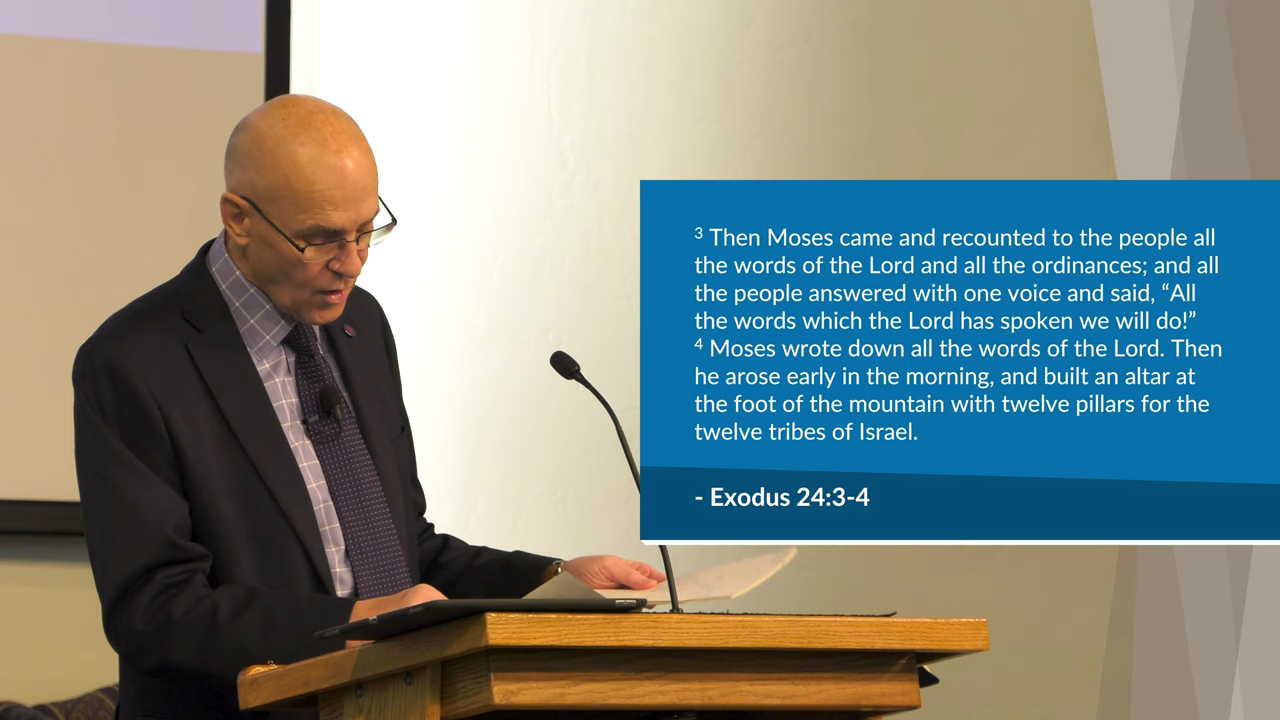 3 Then Moses came and recounted to the people all
the words of the Lord and all the ordinances; and all
the people answered with one voice and said, “All
the words which the Lord has spoken we will do!”
4 Moses wrote down all the words of the Lord. Then
he arose early in the morning, and built an altar at
the foot of the mountain with twelve pillars for the
twelve tribes of Israel.
- Exodus 24:3-4